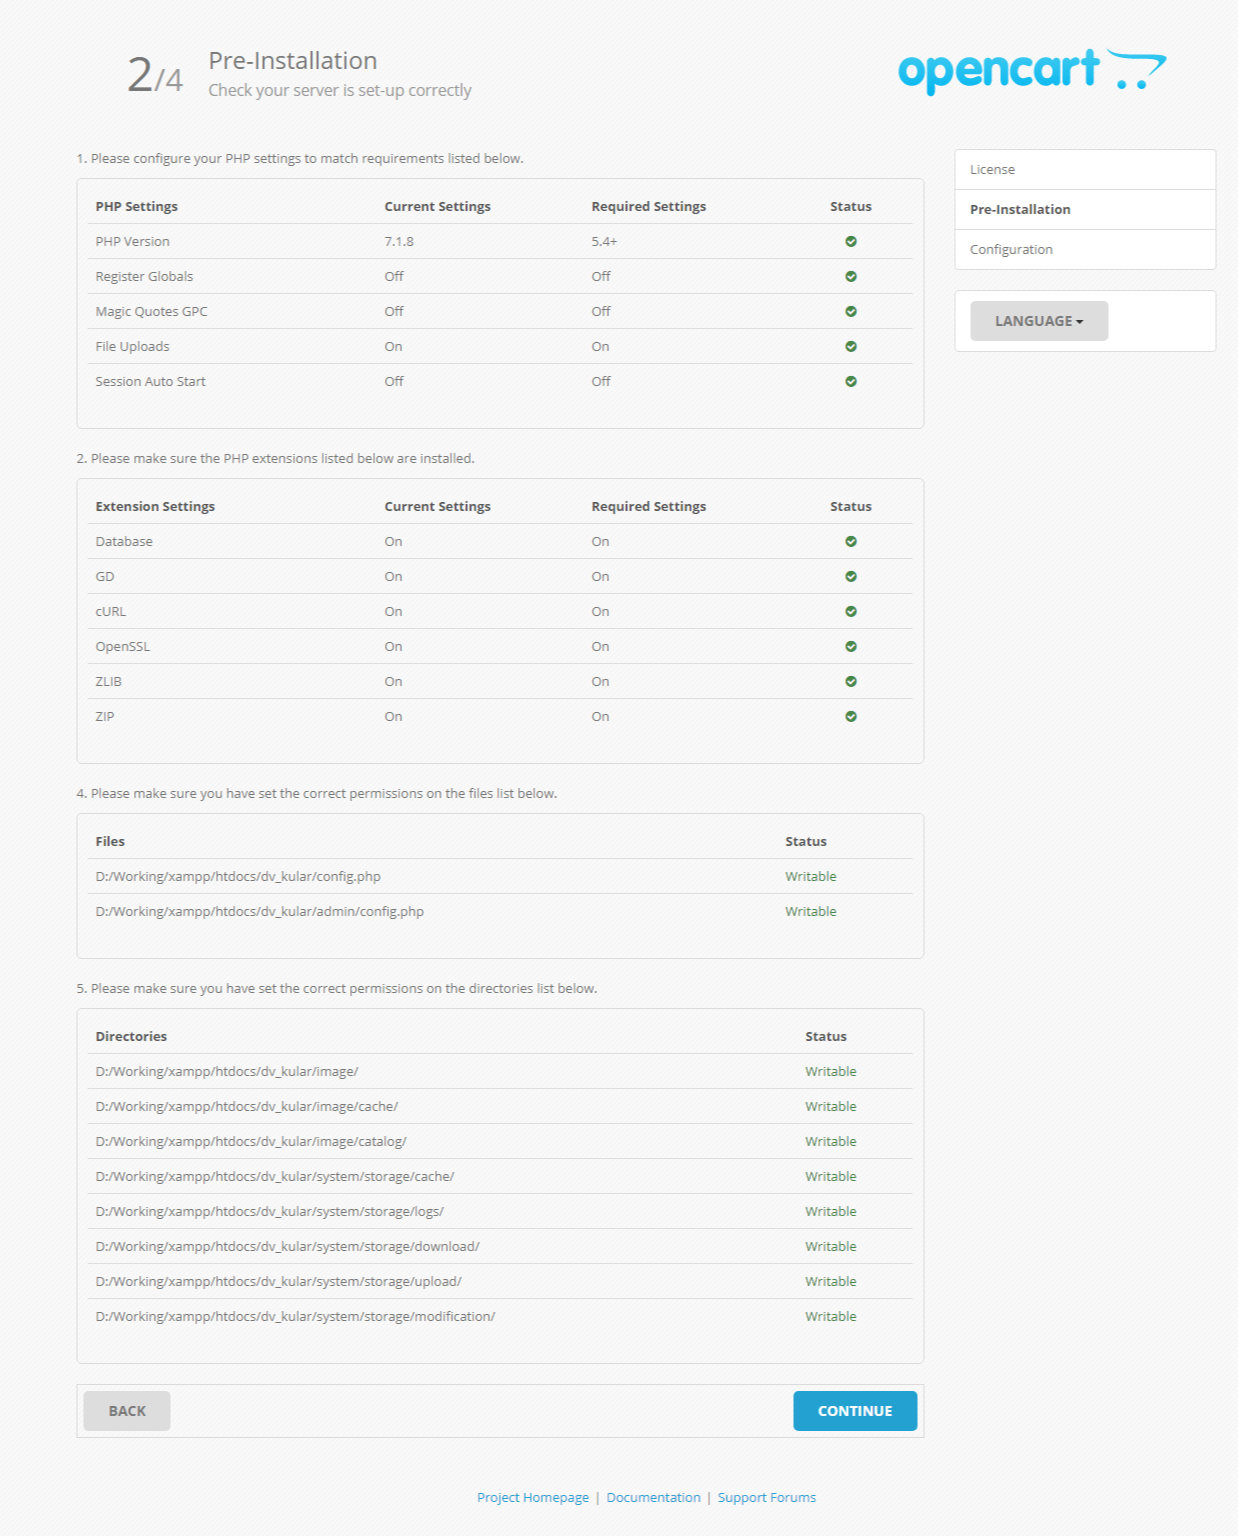 2/4
Pre-Installation
Check your server is set-up correctly
opencart
1. Please configure your PHP settings to match requirements listed below.
PHP Settings Current Settings Required Settings Status
PHP Version 7.1.8 5.4+
Register Globals Off Off
Magic Quotes GPC Off Off
File Uploads On On
Session Auto Start Off Off
2. Please make sure the PHP extensions listed below are installed.
Extension Settings Current Settings Required Settings Status
Database On On
GD On On
cURL On On
OpenSSL On On
ZLIB On On
ZIP On On
4. Please make sure you have set the correct permissions on the files list below.
Files Status
D:/Working/xampp/htdocs/dv_kular/config.php Writable
D:/Working/xampp/htdocs/dv_kular/admin/config.php Writable
5. Please make sure you have set the correct permissions on the directories list below.
Directories Status
D:/Working/xampp/htdocs/dv_kular/image/ Writable
D:/Working/xampp/htdocs/dv_kular/image/cache/ Writable
D:/Working/xampp/htdocs/dv_kular/image/catalog/ Writable
D:/Working/xampp/htdocs/dv_kular/system/storage/cache/ Writable
D:/Working/xampp/htdocs/dv_kular/system/storage/logs/ Writable
D:/Working/xampp/htdocs/dv_kular/system/storage/download/ Writable
D:/Working/xampp/htdocs/dv_kular/system/storage/upload/ Writable
D:/Working/xampp/htdocs/dv_kular/system/storage/modification/ Writable
BACK CONTINUE
License
Pre-Installation
Configuration
LANGUAGE
Project Homepage | Documentation | Support Forums